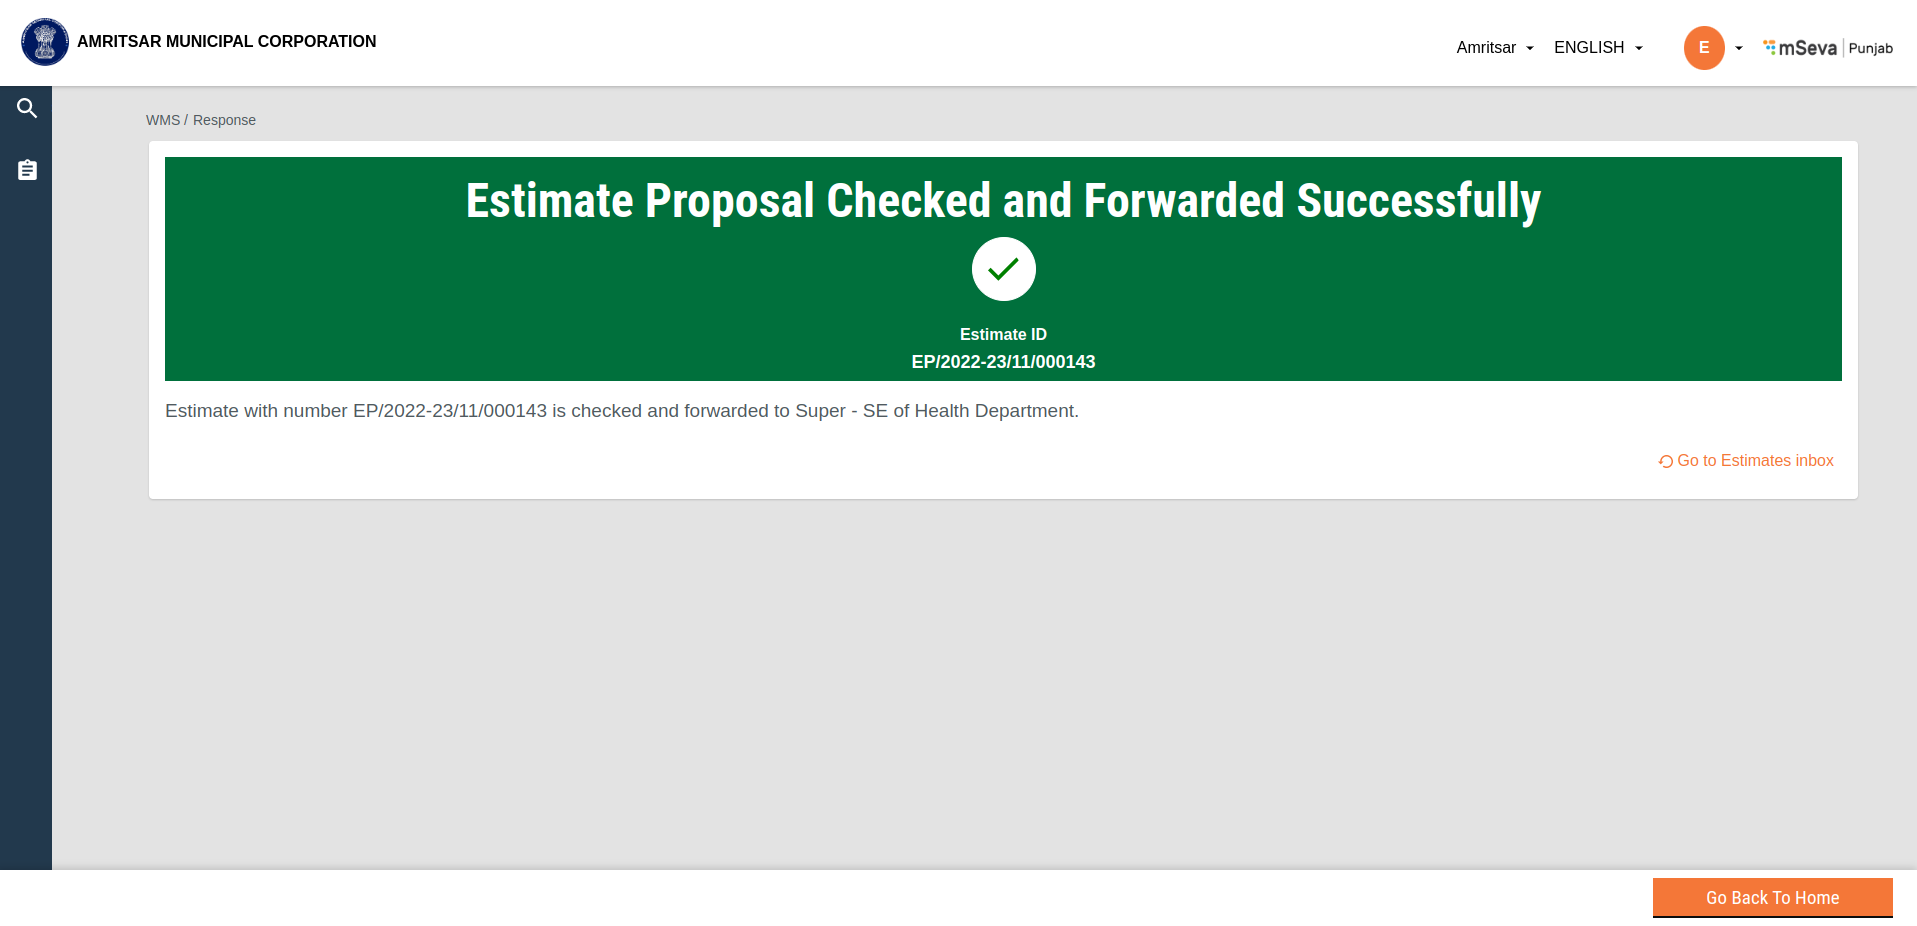 AMRITSAR MUNICIPAL CORPORATION
Amritsar
ENGLISH
E
mSeva
Punjab
WMS / Response
Estimate Proposal Checked and Forwarded Successfully
Estimate ID
EP/2022-23/11/000143
Estimate with number EP/2022-23/11/000143 is checked and forwarded to Super - SE of Health Department.
Go to Estimates inbox
Go Back To Home